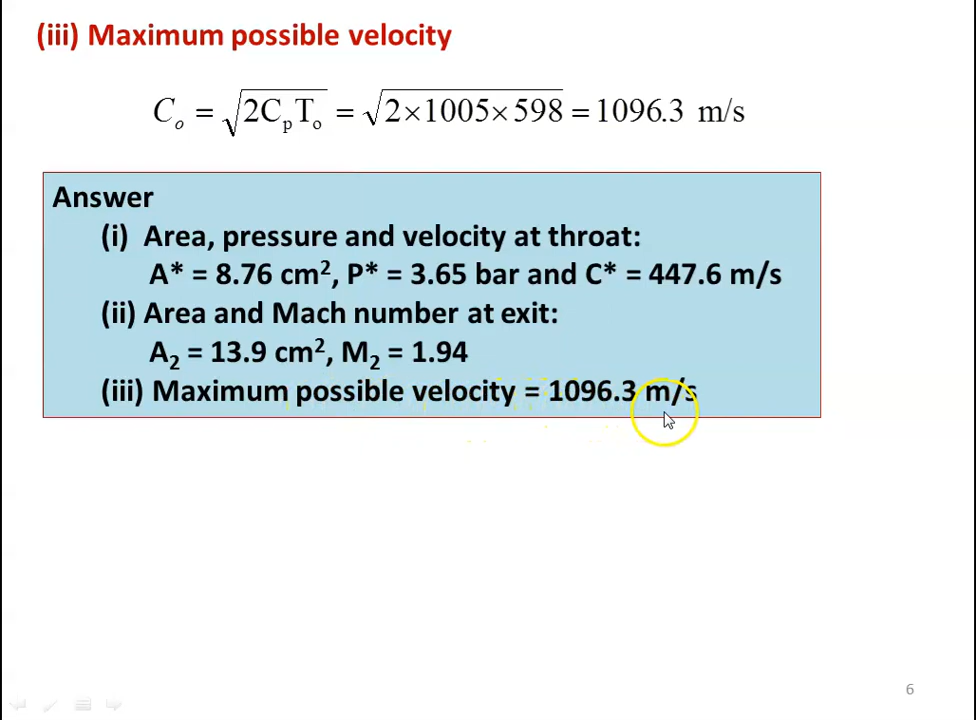 (iii) Maximum possible velocity
Cₒ = √2CₚTₒ = √2×1005×598 = 1096.3 m/s
Answer
(i) Area, pressure and velocity at throat:
A* = 8.76 cm², P* = 3.65 bar and C* = 447.6 m/s
(ii) Area and Mach number at exit:
A₂ = 13.9 cm², M₂ = 1.94
(iii) Maximum possible velocity = 1096.3 m/s
6